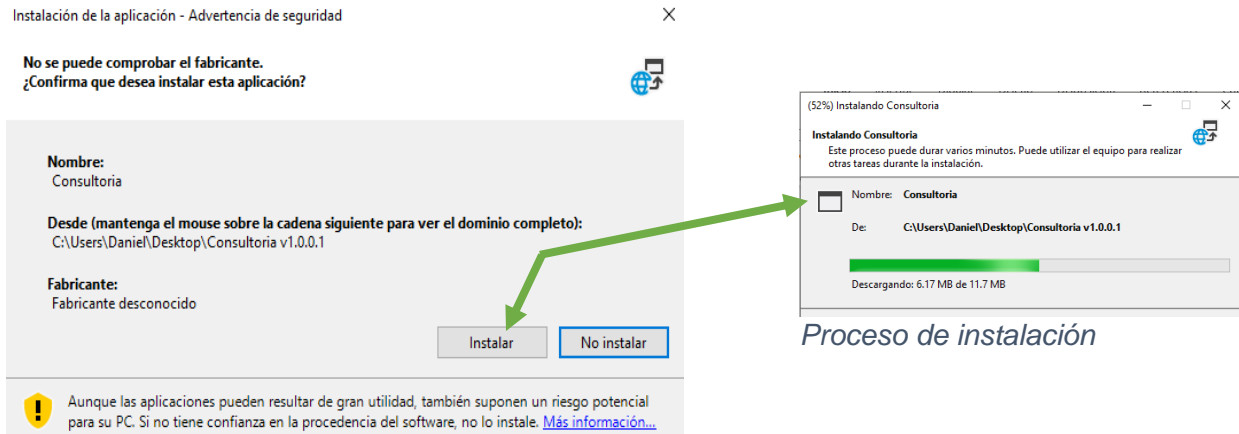 Instalación de la aplicación - Advertencia de seguridad
No se puede comprobar el fabricante.
¿Confirma que desea instalar esta aplicación?
Nombre:
Consultoria
Desde (mantenga el mouse sobre la cadena siguiente para ver el dominio completo):
C:\Users\Daniel\Desktop\Consultoria v1.0.0.1
Fabricante:
Fabricante desconocido
Instalar
No instalar
Aunque las aplicaciones pueden resultar de gran utilidad, también suponen un riesgo potencial
para su PC. Si no tiene confianza en la procedencia del software, no lo instale. Más información...
(52%) Instalando Consultoria
Instalando Consultoria
Este proceso puede durar varios minutos. Puede utilizar el equipo para realizar
otras tareas durante la instalación.
Nombre: Consultoria
De: C:\Users\Daniel\Desktop\Consultoria v1.0.0.1
Descargando: 6.17 MB de 11.7 MB
Proceso de instalación